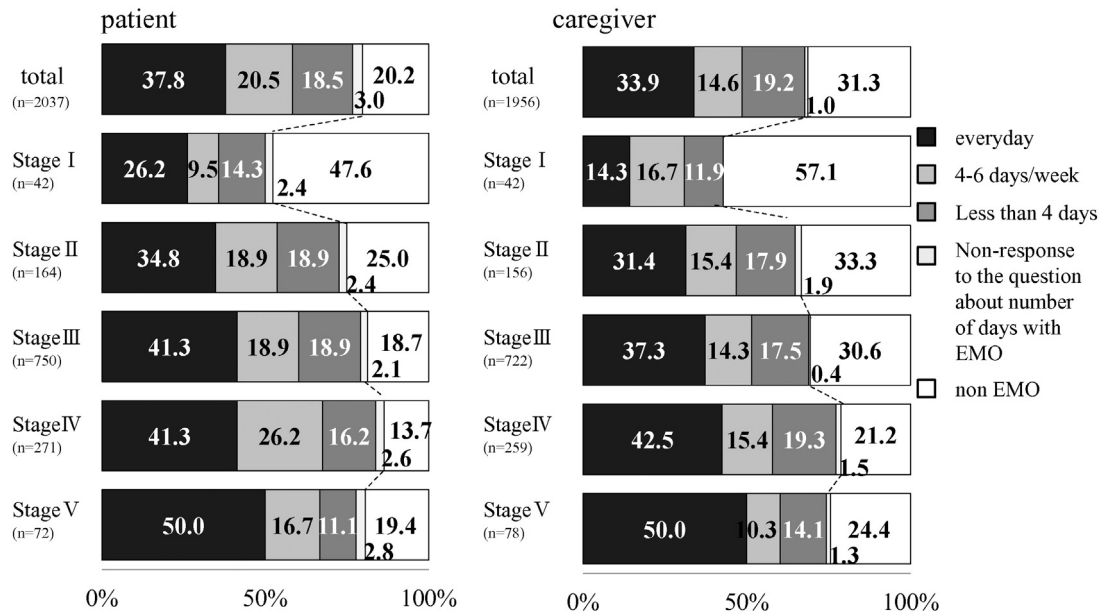 patient
total
(n=2037)
37.8 20.5 18.5 3.0 20.2
Stage Ⅰ
(n=42)
26.2 9.5 14.3 2.4 47.6
Stage Ⅱ
(n=164)
34.8 18.9 18.9 2.4 25.0
Stage Ⅲ
(n=750)
41.3 18.9 18.9 2.1 18.7
Stage Ⅳ
(n=271)
41.3 26.2 16.2 2.6 13.7
Stage Ⅴ
(n=72)
50.0 16.7 11.1 2.8 19.4
0% 50% 100%
caregiver
total
(n=1956)
33.9 14.6 19.2 1.0 31.3
Stage Ⅰ
(n=42)
14.3 16.7 11.9 57.1
Stage Ⅱ
(n=156)
31.4 15.4 17.9 1.9 33.3
Stage Ⅲ
(n=722)
37.3 14.3 17.5 0.4 30.6
Stage Ⅳ
(n=259)
42.5 15.4 19.3 1.5 21.2
Stage Ⅴ
(n=78)
50.0 10.3 14.1 1.3 24.4
0% 50% 100%
everyday
4-6 days/week
Less than 4 days
Non-response
to the question
about number
of days with
EMO
non EMO